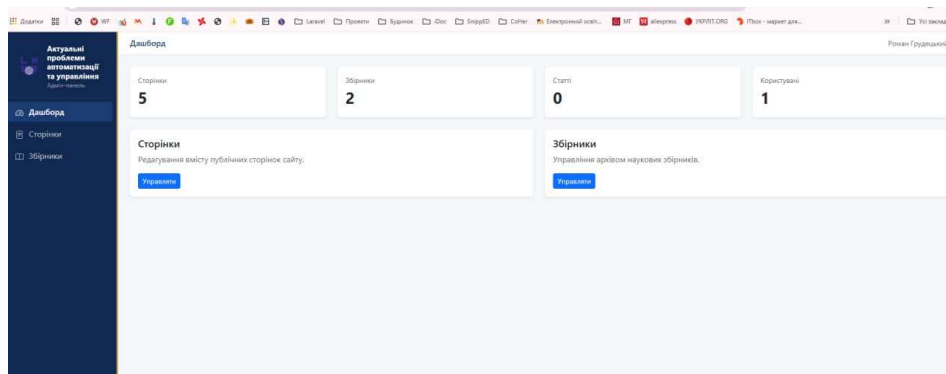 Додатки
WF
Laravel
Проекти
Будинок
iDoc
SnippED
CoHer
Електронний освіт...
МГ
aliexpress
УКРЛІТ.ORG
ITbox - маркет для...
Усі заклад
Актуальні
проблеми
автоматизації
та управління
Адмін-панель
Дашборд
Сторінки
Збірники
Дашборд
Роман Грудецький
Сторінки
5
Збірники
2
Статті
0
Користувачі
1
Сторінки
Редагування вмісту публічних сторінок сайту.
Управляти
Збірники
Управління архівом наукових збірників.
Управляти